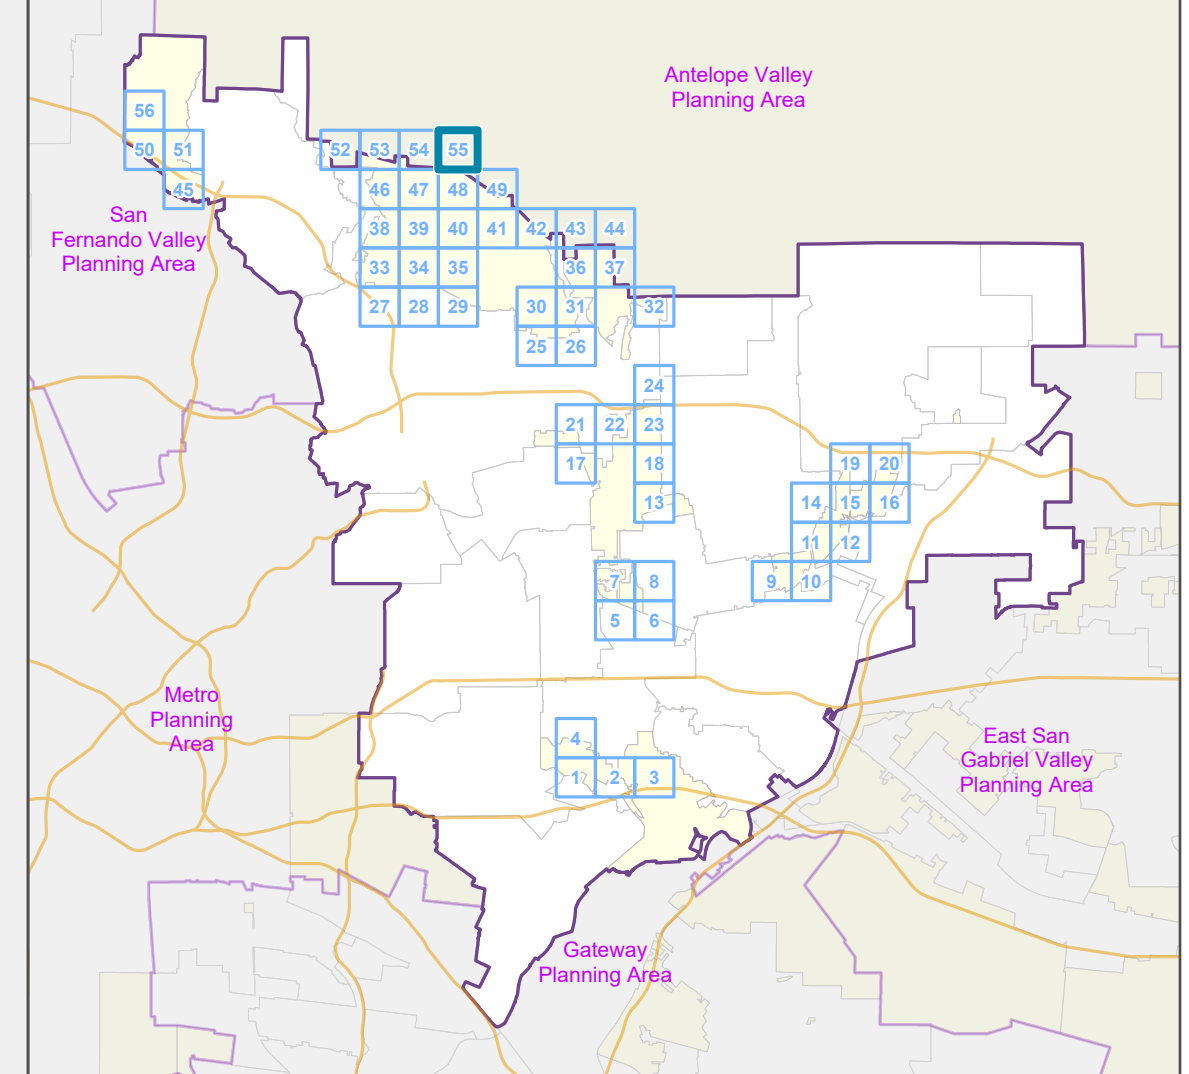 Antelope Valley
Planning Area
56
50 51
52 53 54 55
45
46 47 48 49
San
Fernando Valley
Planning Area
38 39 40 41 42 43 44
33 34 35 36 37
27 28 29 30 31 32
25 26
24
21 22 23
17 18 19 20
13 14 15 16
11 12
7 8 9 10
5 6
Metro
Planning
Area
4
East San
Gabriel Valley
Planning Area
1 2 3
Gateway
Planning Area